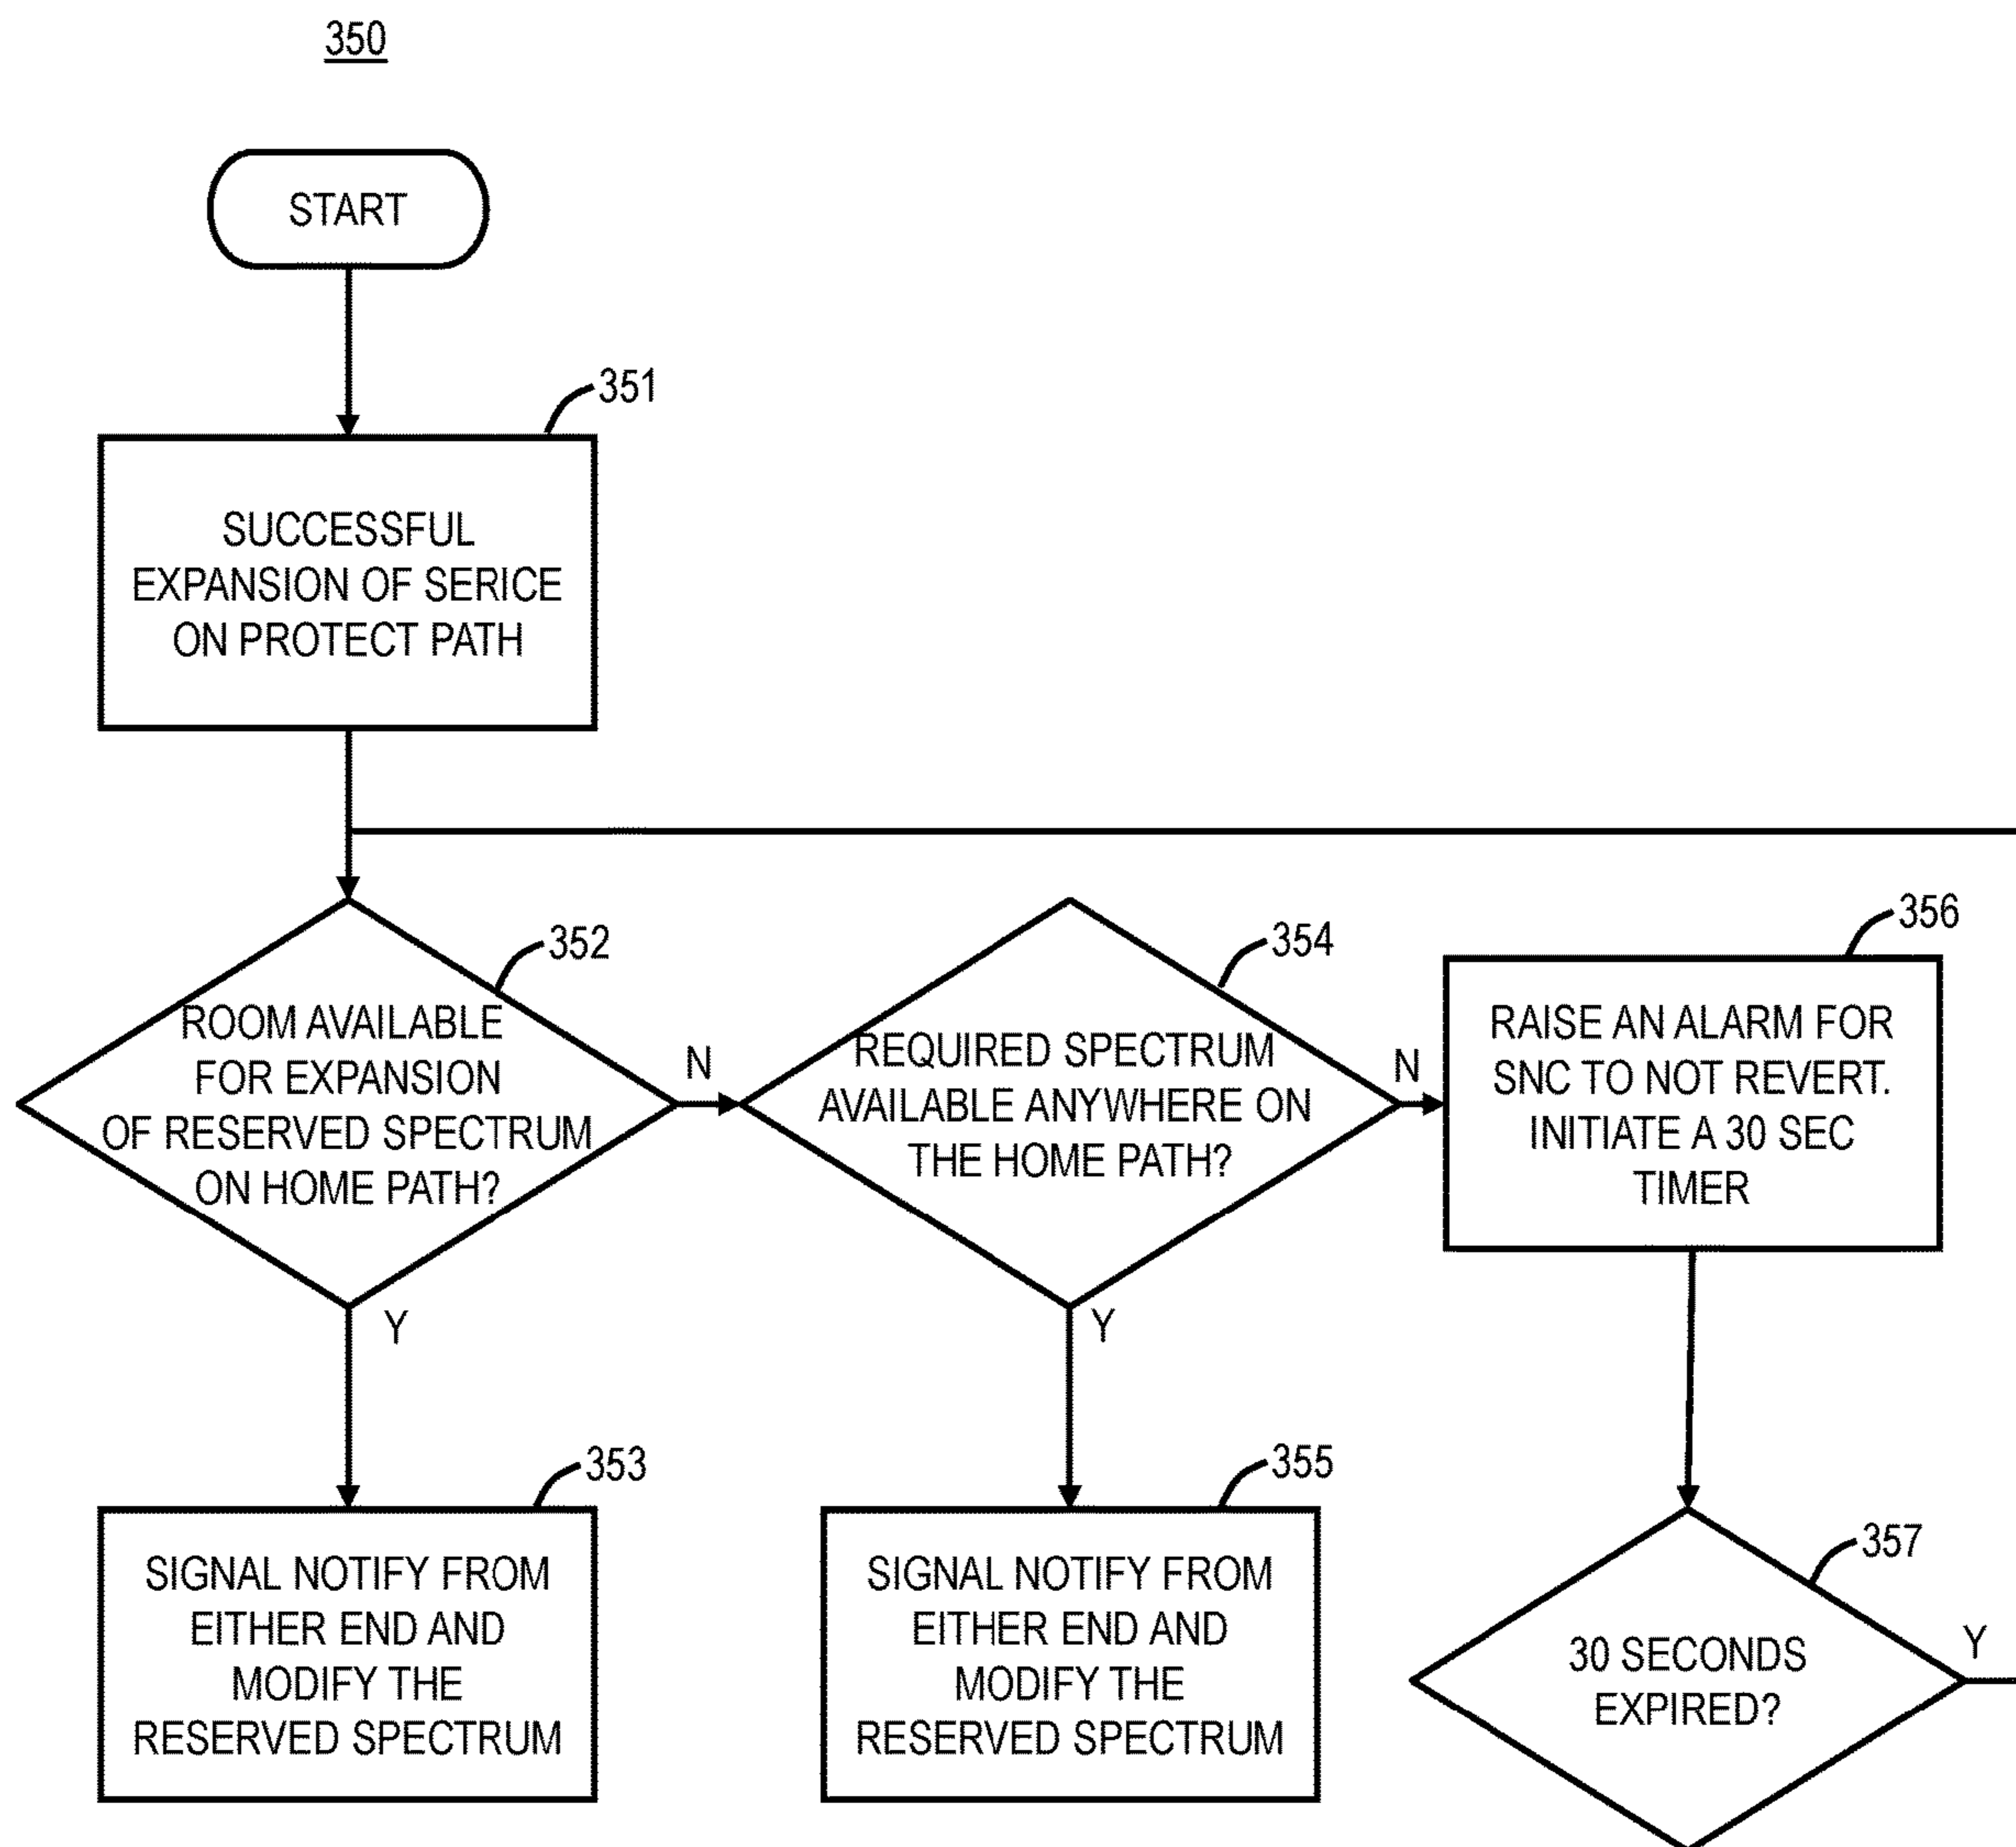 350
START
351
SUCCESSFUL
EXPANSION OF SERICE
ON PROTECT PATH
352
ROOM AVAILABLE
FOR EXPANSION
OF RESERVED SPECTRUM
ON HOME PATH?
N
Y
354
REQUIRED SPECTRUM
AVAILABLE ANYWHERE ON
THE HOME PATH?
N
Y
356
RAISE AN ALARM FOR
SNC TO NOT REVERT.
INITIATE A 30 SEC
TIMER
353
SIGNAL NOTIFY FROM
EITHER END AND
MODIFY THE
RESERVED SPECTRUM
355
SIGNAL NOTIFY FROM
EITHER END AND
MODIFY THE
RESERVED SPECTRUM
357
30 SECONDS
EXPIRED?
Y